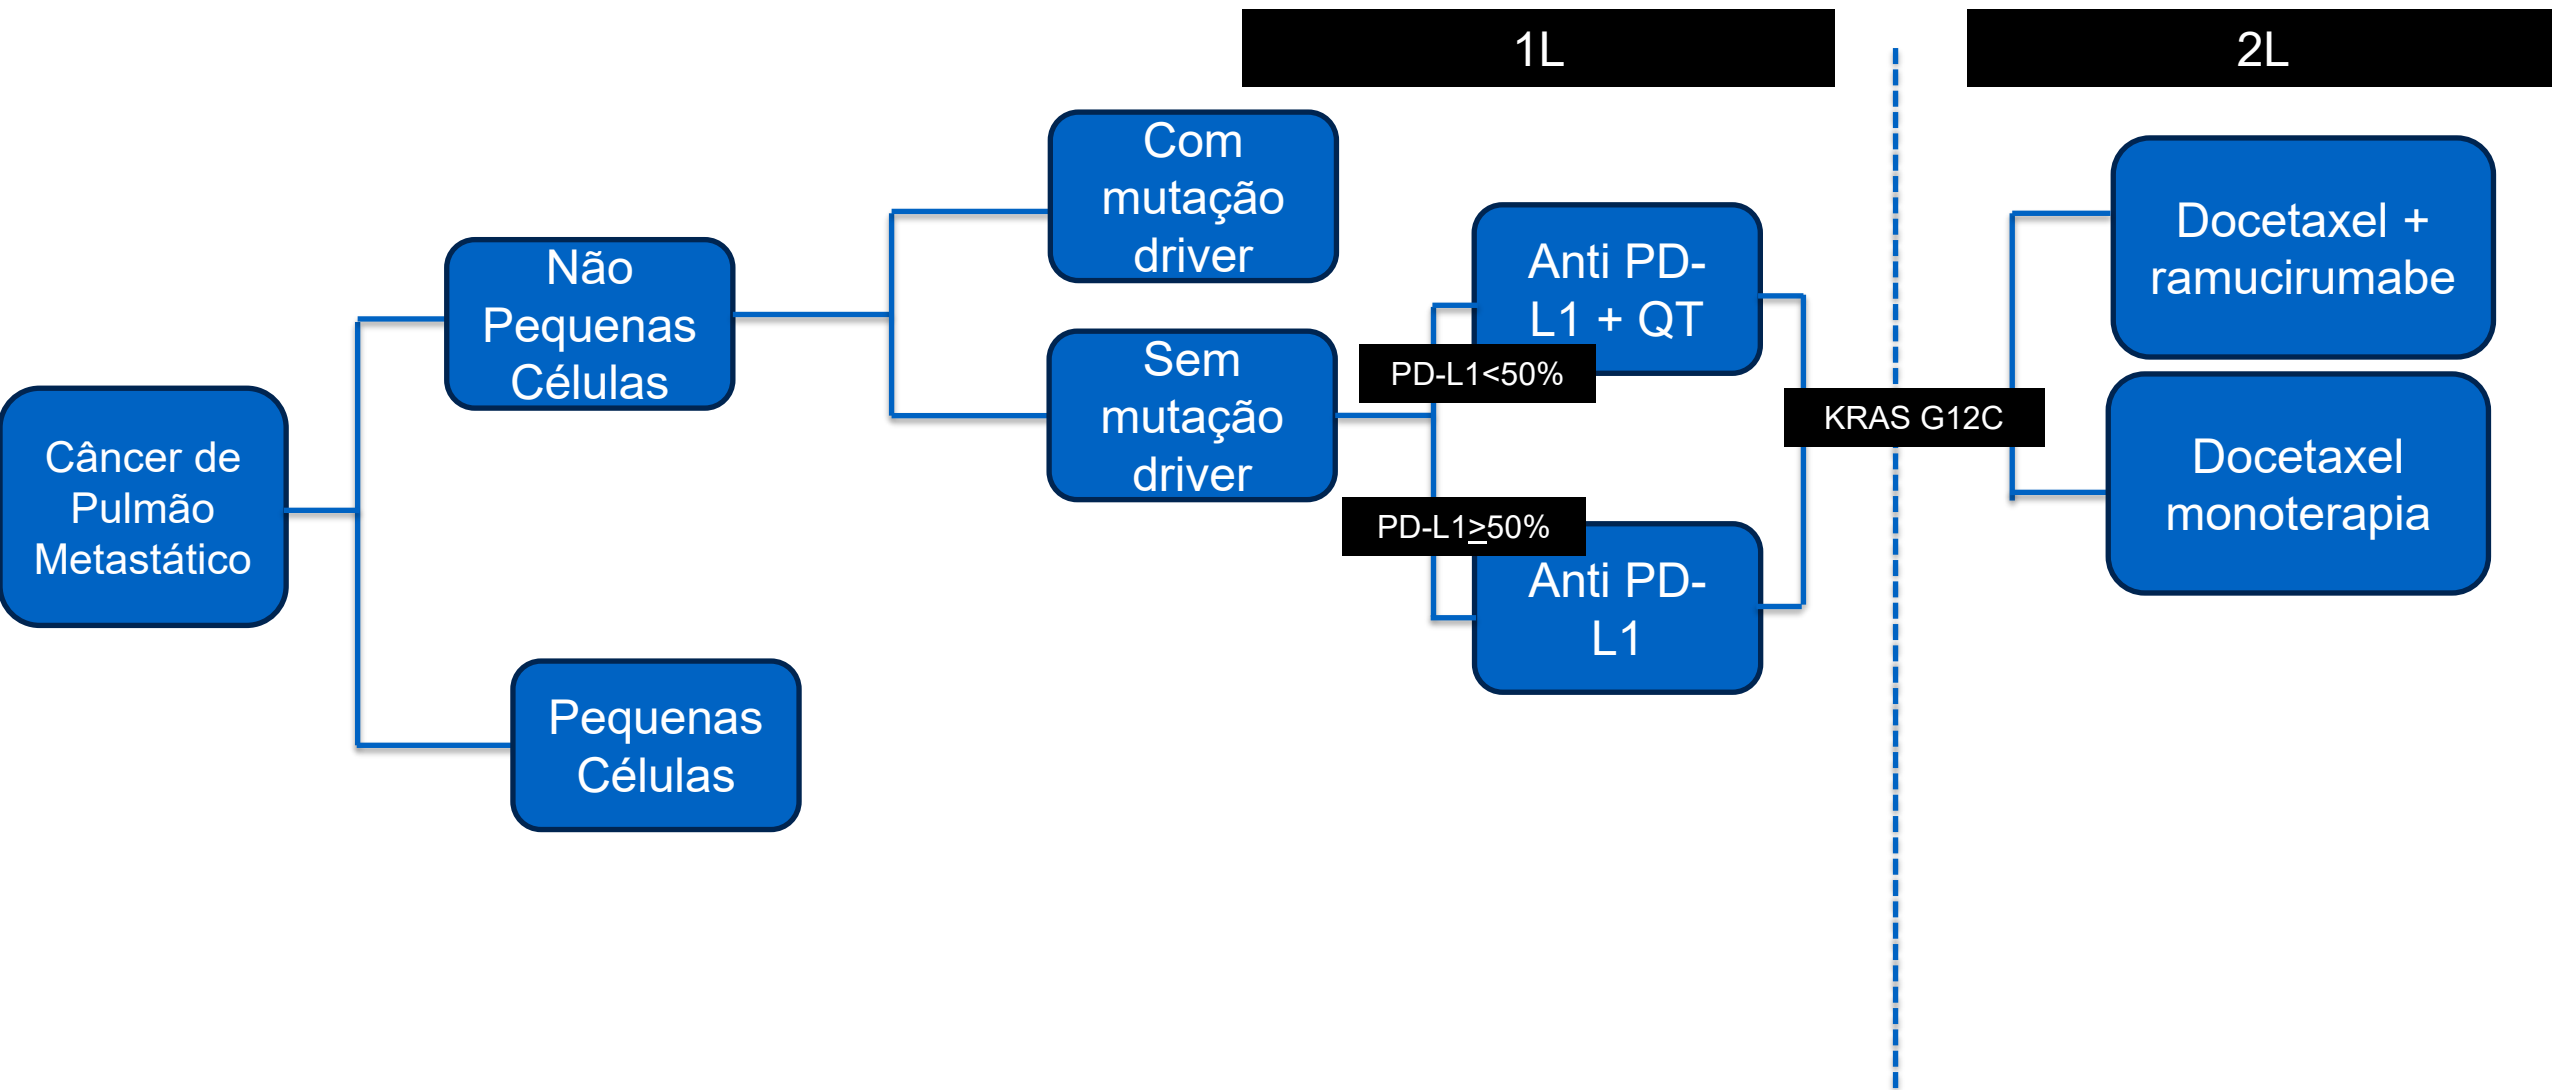 1L
2L
Com
mutação
driver
Não
Pequenas
Células
Sem
mutação
driver
Câncer de
Pulmão
Metastático
Pequenas
Células
Anti PD-
L1 + QT
PD-L1<50%
PD-L1≥50%
Anti PD-
L1
KRAS G12C
Docetaxel +
ramucirumabe
Docetaxel
monoterapia